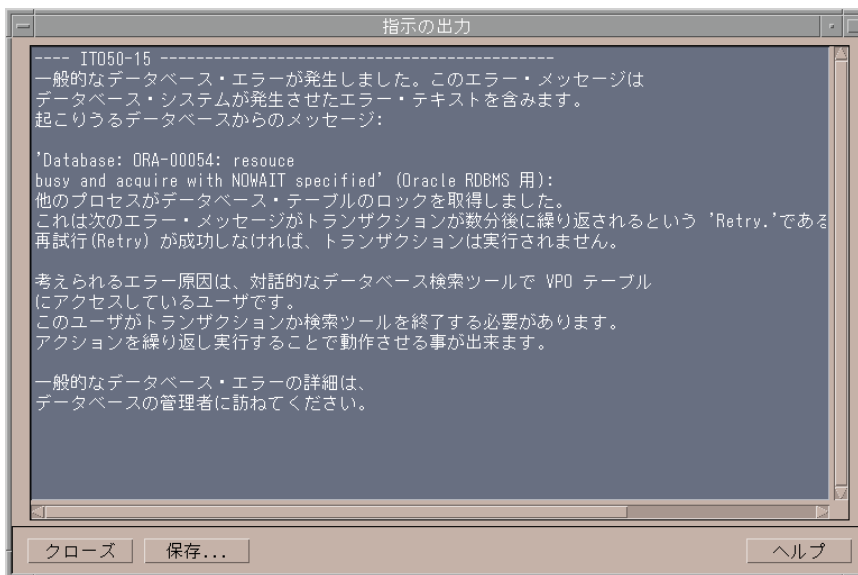 指示の出力
---- ITO50-15 -------------------------------------------
一般的なデータベース・エラーが発生しました。このエラー・メッセージは
データベース・システムが発生させたエラー・テキストを含みます。
起こりうるデータベースからのメッセージ:
'Database: ORA-00054: resouce
busy and acquire with NOWAIT specified' (Oracle RDBMS 用):
他のプロセスがデータベース・テーブルのロックを取得しました。
これは次のエラー・メッセージがトランザクションが数分後に繰り返されるという 'Retry.'である
再試行(Retry) が成功しなければ、トランザクションは実行されません。
考えられるエラー原因は、対話的なデータベース検索ツールで VPO テーブル
にアクセスしているユーザです。
このユーザがトランザクションか検索ツールを終了する必要があります。
アクションを繰り返し実行することで動作させる事が出来ます。
一般的なデータベース・エラーの詳細は、
データベースの管理者に訪ねてください。
クローズ 保存... ヘルプ